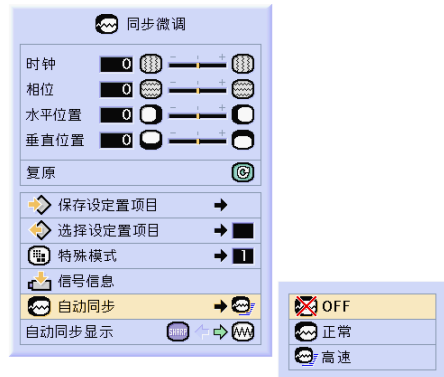 同步微调
时钟 0
相位 0
水平位置 0
垂直位置 0
复原
保存设定置项目
选择设定置项目
特殊模式 1
信号信息
自动同步
自动同步显示 SHARP
OFF
正常
高速